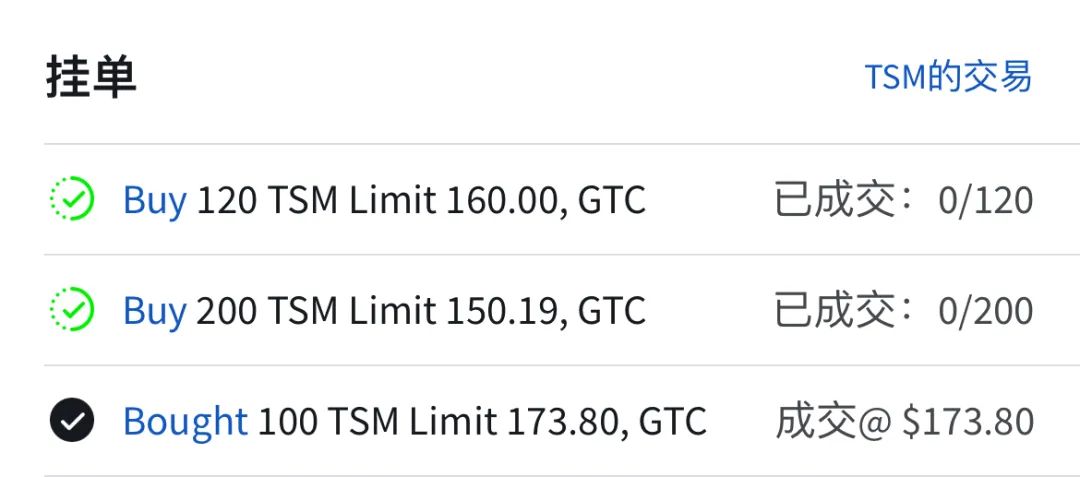 挂单 TSM的交易
Buy 120 TSM Limit 160.00, GTC 已成交：0/120
Buy 200 TSM Limit 150.19, GTC 已成交：0/200
Bought 100 TSM Limit 173.80, GTC 成交@ $173.80